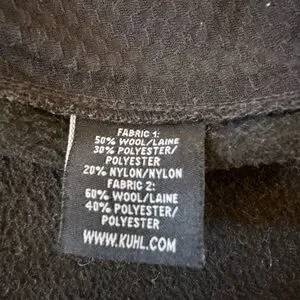 FABRIC 1:
50% WOOL/LAINE
30% POLYESTER/
POLYESTER
20% NYLON/NYLON
FABRIC 2:
60% WOOL/LAINE
40% POLYESTER/
POLYESTER
WWW.KUHL.COM